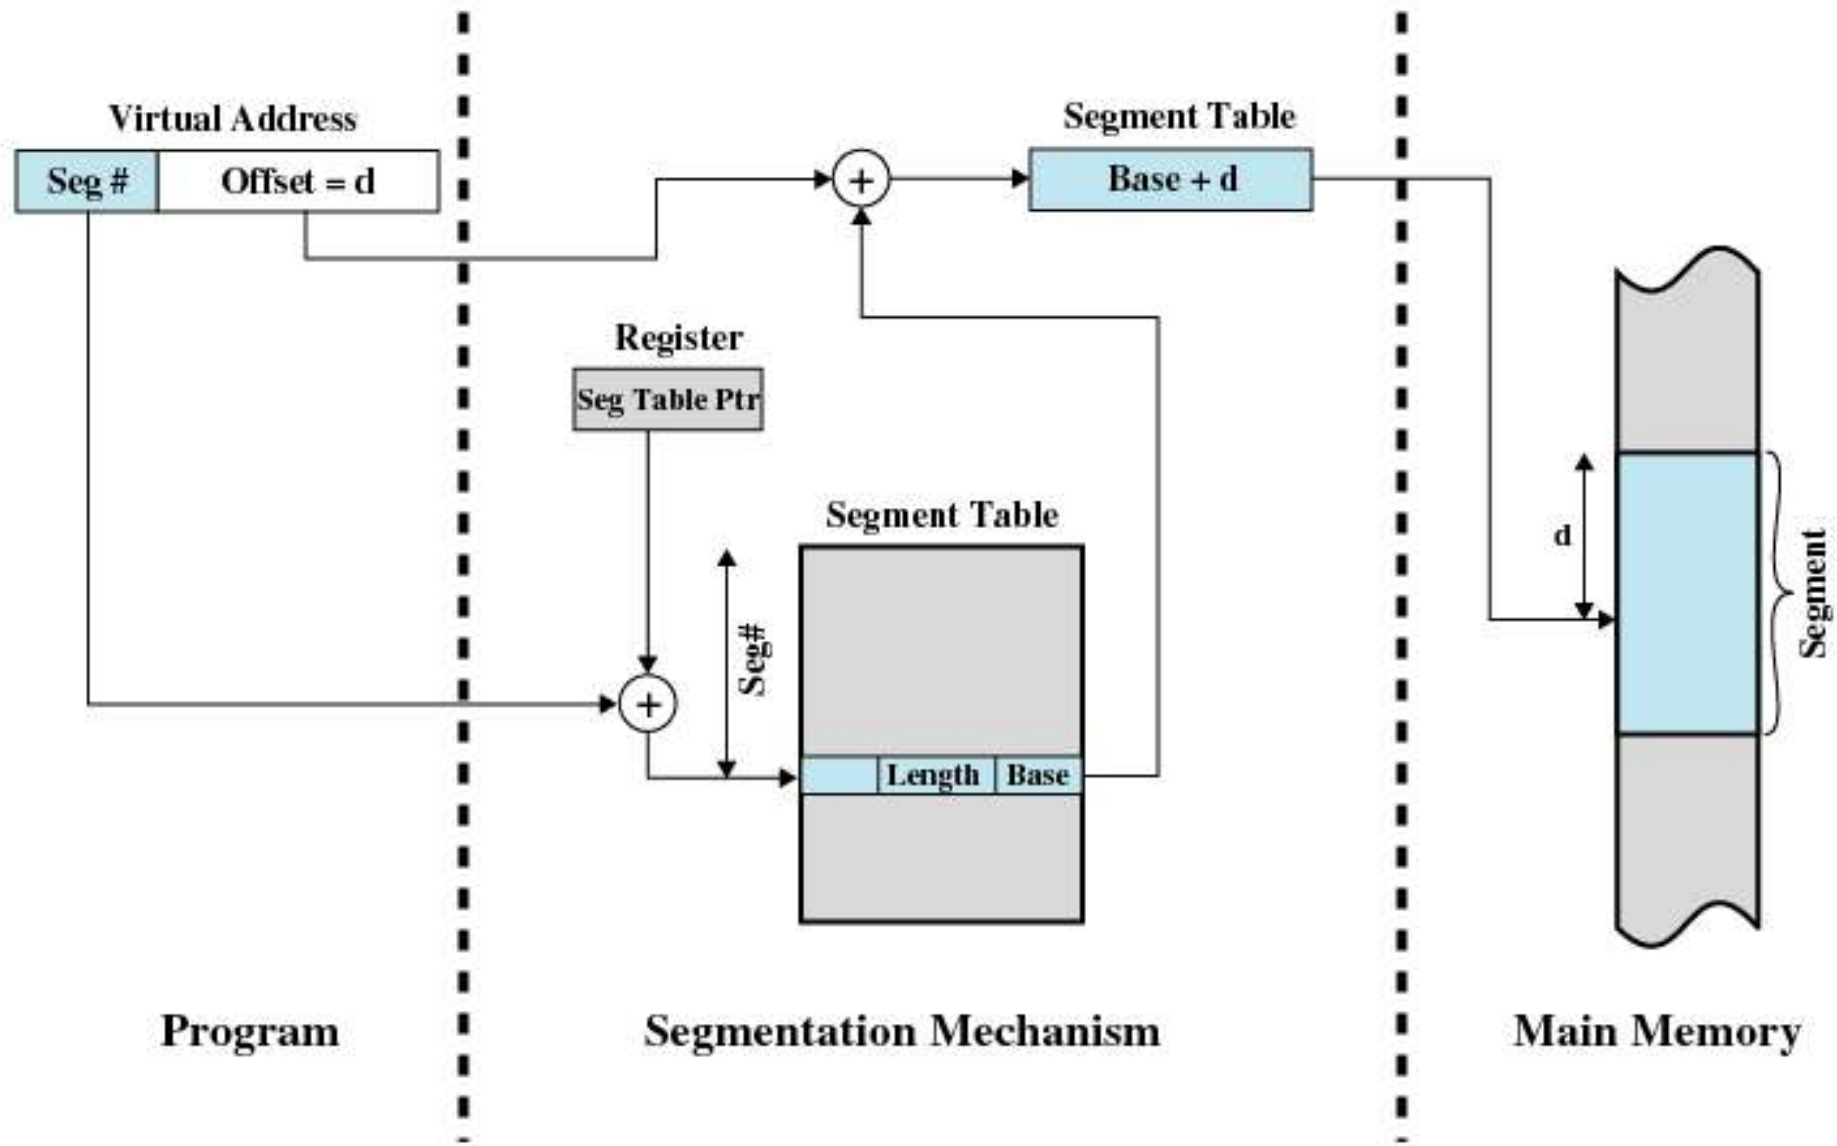 Virtual Address
Seg #
Offset = d
+
Segment Table
Base + d
Register
Seg Table Ptr
Segment Table
Seg#
+
Length
Base
d
Segment
Program
Segmentation Mechanism
Main Memory